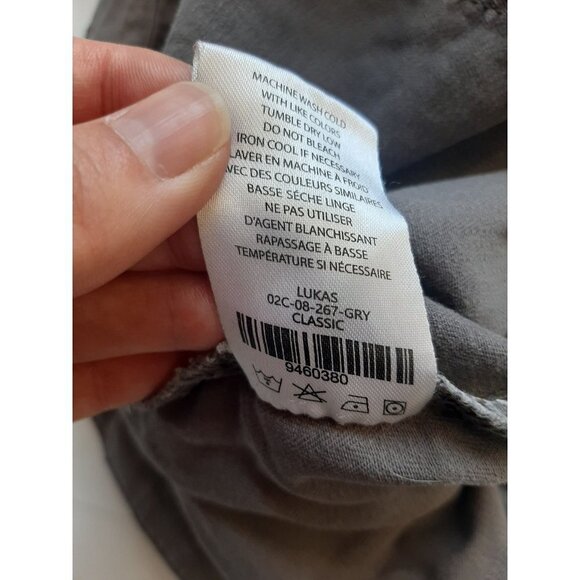 MACHINE WASH COLD
WITH LIKE COLORS
TUMBLE DRY LOW
DO NOT BLEACH
IRON COOL IF NECESSARY
LAVER EN MACHINE À FROID
AVEC DES COULEURS SIMILAIRES
BASSE SÉCHE LINGE
NE PAS UTILISER
D'AGENT BLANCHISSANT
RAPASSAGE À BASSE
TEMPÉRATURE SI NÉCESSAIRE
LUKAS
02C-08-267-GRY
CLASSIC
9460380